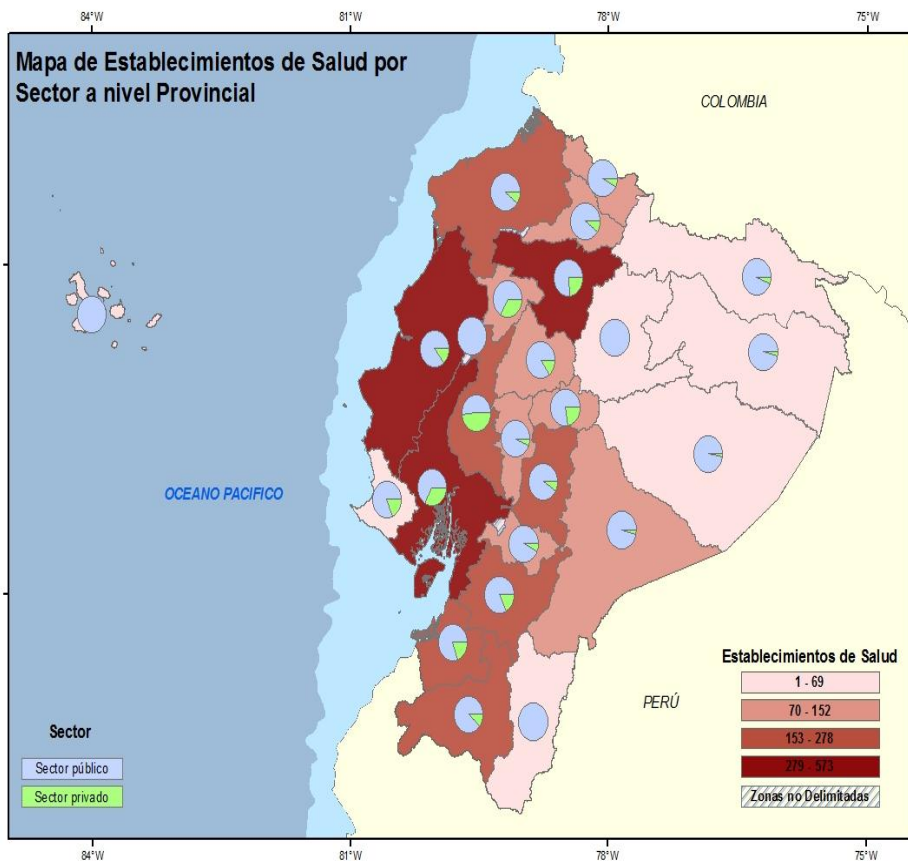 84°W 81°W 78°W 75°W
Mapa de Establecimientos de Salud por
Sector a nivel Provincial
COLOMBIA
OCEANO PACIFICO
PERÚ
Establecimientos de Salud
1 - 69
70 - 152
153 - 278
279 - 573
Zonas no Delimitadas
Sector
Sector público
Sector privado
84°W 81°W 78°W 75°W